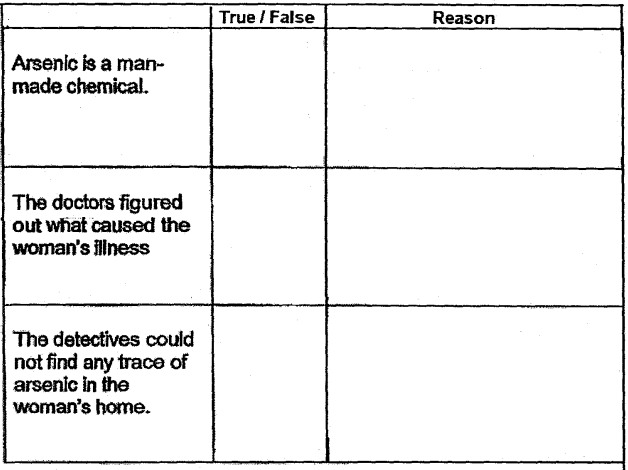 True / False
Reason
Arsenic is a man-
made chemical.
The doctors figured
out what caused the
woman's illness
The detectives could
not find any trace of
arsenic in the
woman's home.